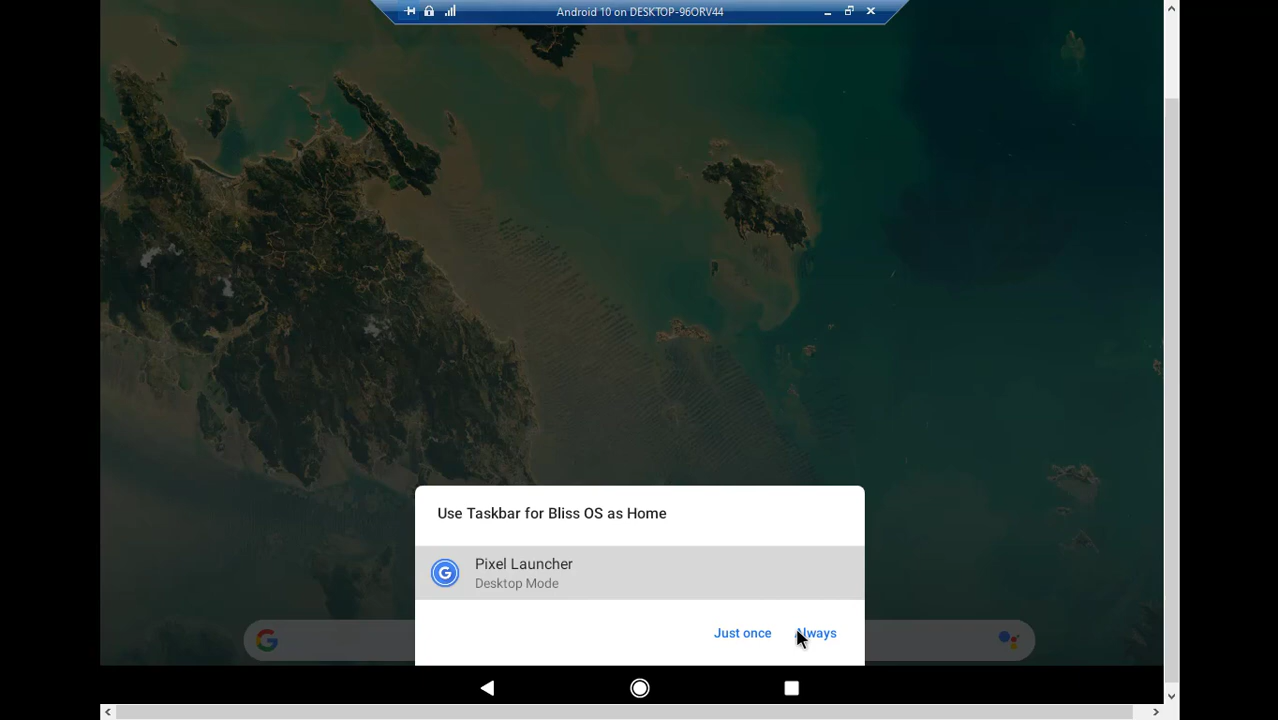 Android 10 on DESKTOP-96ORV44
Use Taskbar for Bliss OS as Home
Pixel Launcher
Desktop Mode
Just once
Always